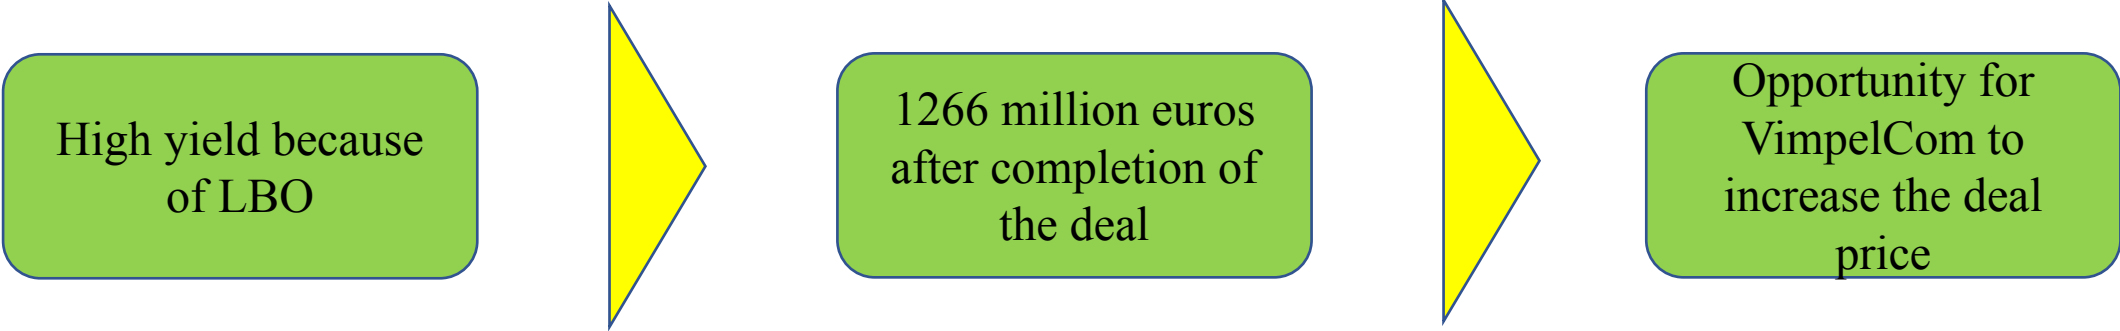 High yield because
of LBO
1266 million euros
after completion of
the deal
Opportunity for
VimpelCom to
increase the deal
price